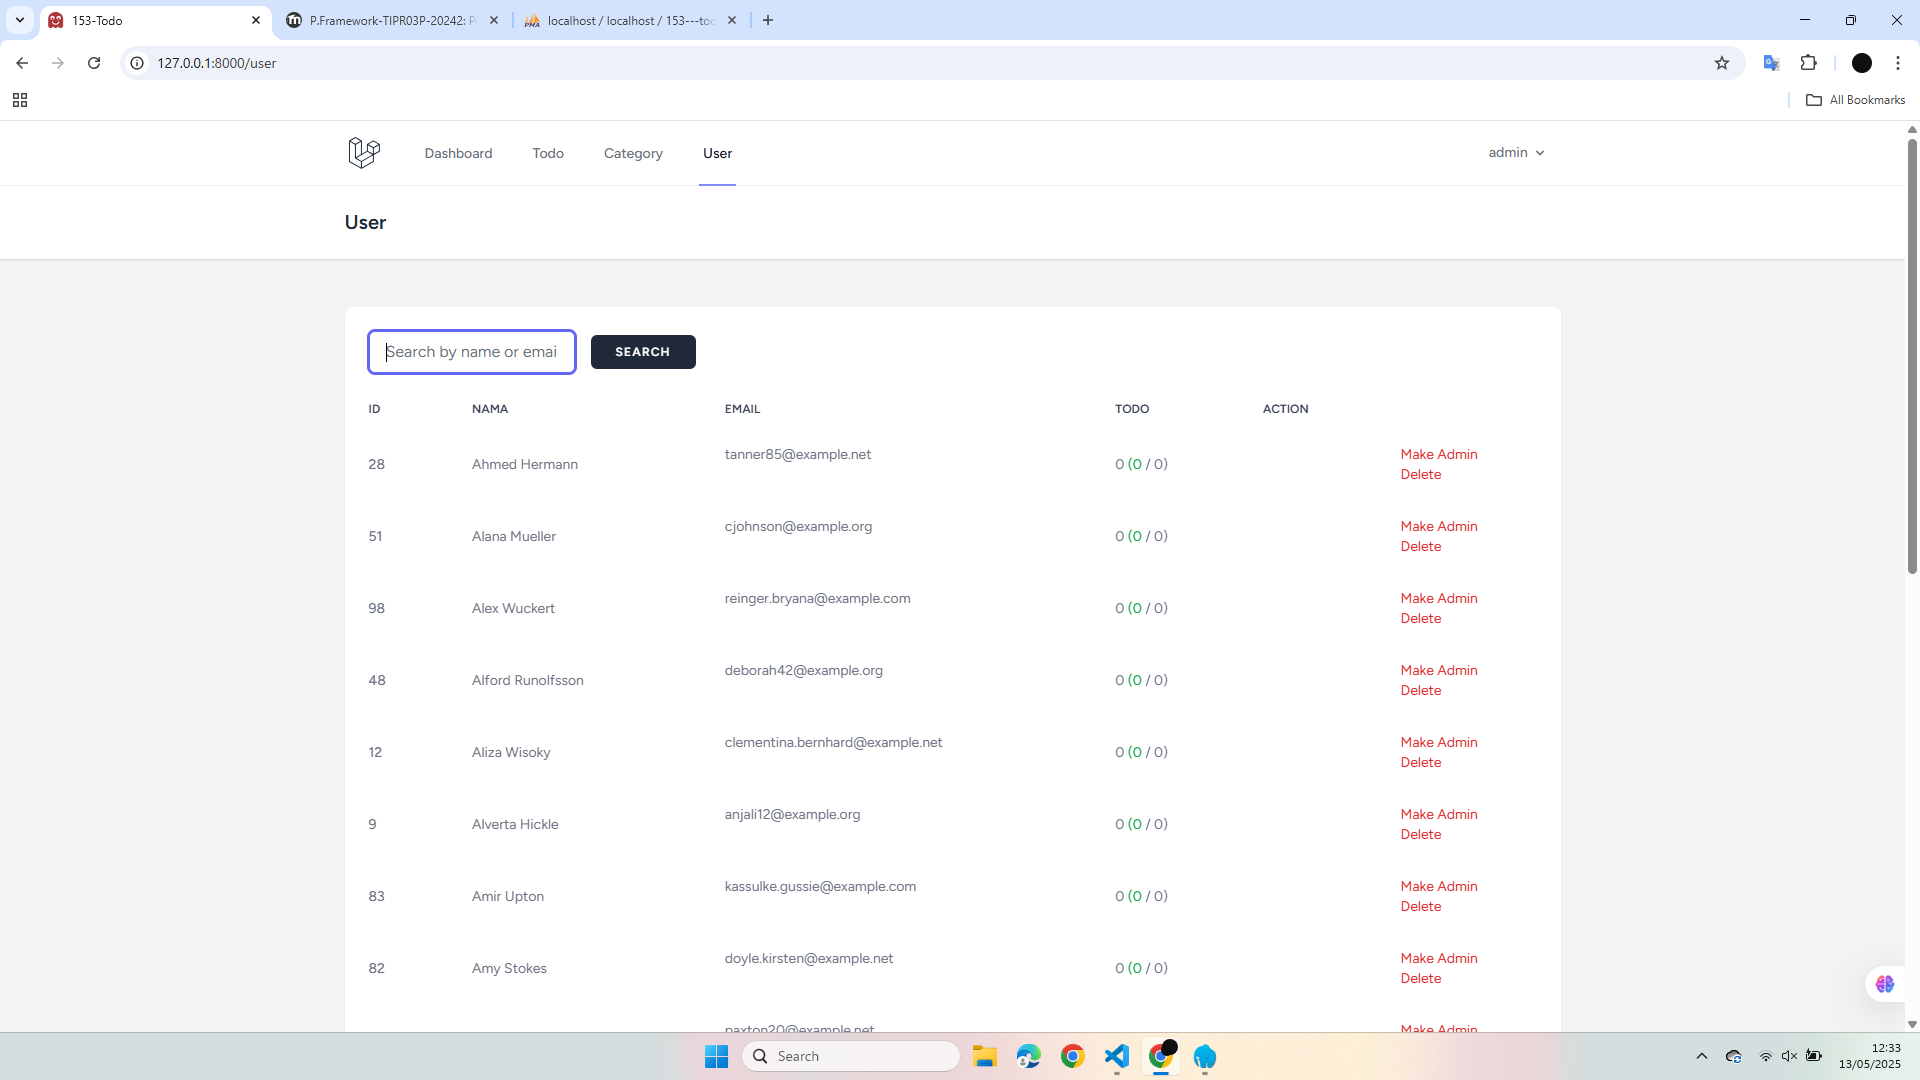 153-Todo
P.Framework-TIPR03P-20242: P
localhost / localhost / 153---too
127.0.0.1:8000/user
All Bookmarks
Dashboard
Todo
Category
User
admin
User
Search by name or emai
SEARCH
ID NAMA EMAIL TODO ACTION
28 Ahmed Hermann tanner85@example.net 0 (0 / 0) Make Admin
Delete
51 Alana Mueller cjohnson@example.org 0 (0 / 0) Make Admin
Delete
98 Alex Wuckert reinger.bryana@example.com 0 (0 / 0) Make Admin
Delete
48 Alford Runolfsson deborah42@example.org 0 (0 / 0) Make Admin
Delete
12 Aliza Wisoky clementina.bernhard@example.net 0 (0 / 0) Make Admin
Delete
9 Alverta Hickle anjali12@example.org 0 (0 / 0) Make Admin
Delete
83 Amir Upton kassulke.gussie@example.com 0 (0 / 0) Make Admin
Delete
82 Amy Stokes doyle.kirsten@example.net 0 (0 / 0) Make Admin
Delete
paxton20@example.net Make Admin
Search
12:33
13/05/2025